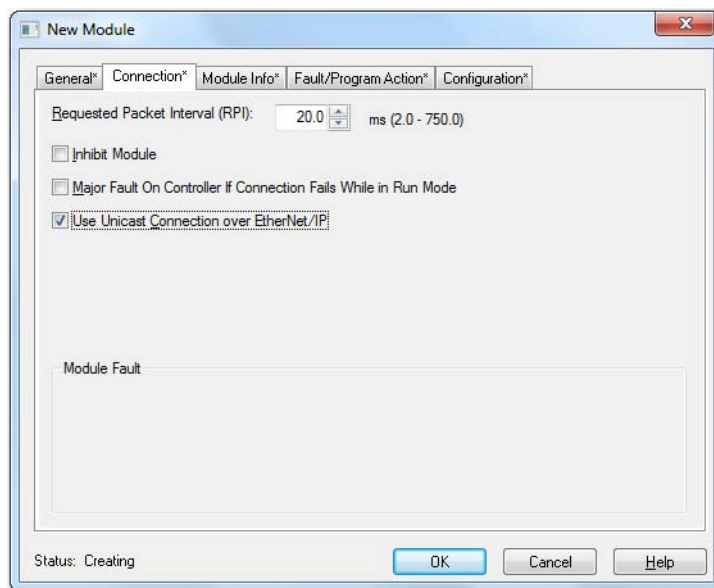 New Module
General* Connection* Module Info* Fault/Program Action* Configuration*
Requested Packet Interval (RPI): 20.0 ms (2.0 - 750.0)
Inhibit Module
Major Fault On Controller If Connection Fails While in Run Mode
Use Unicast Connection over EtherNet/IP
Module Fault
Status: Creating OK Cancel Help